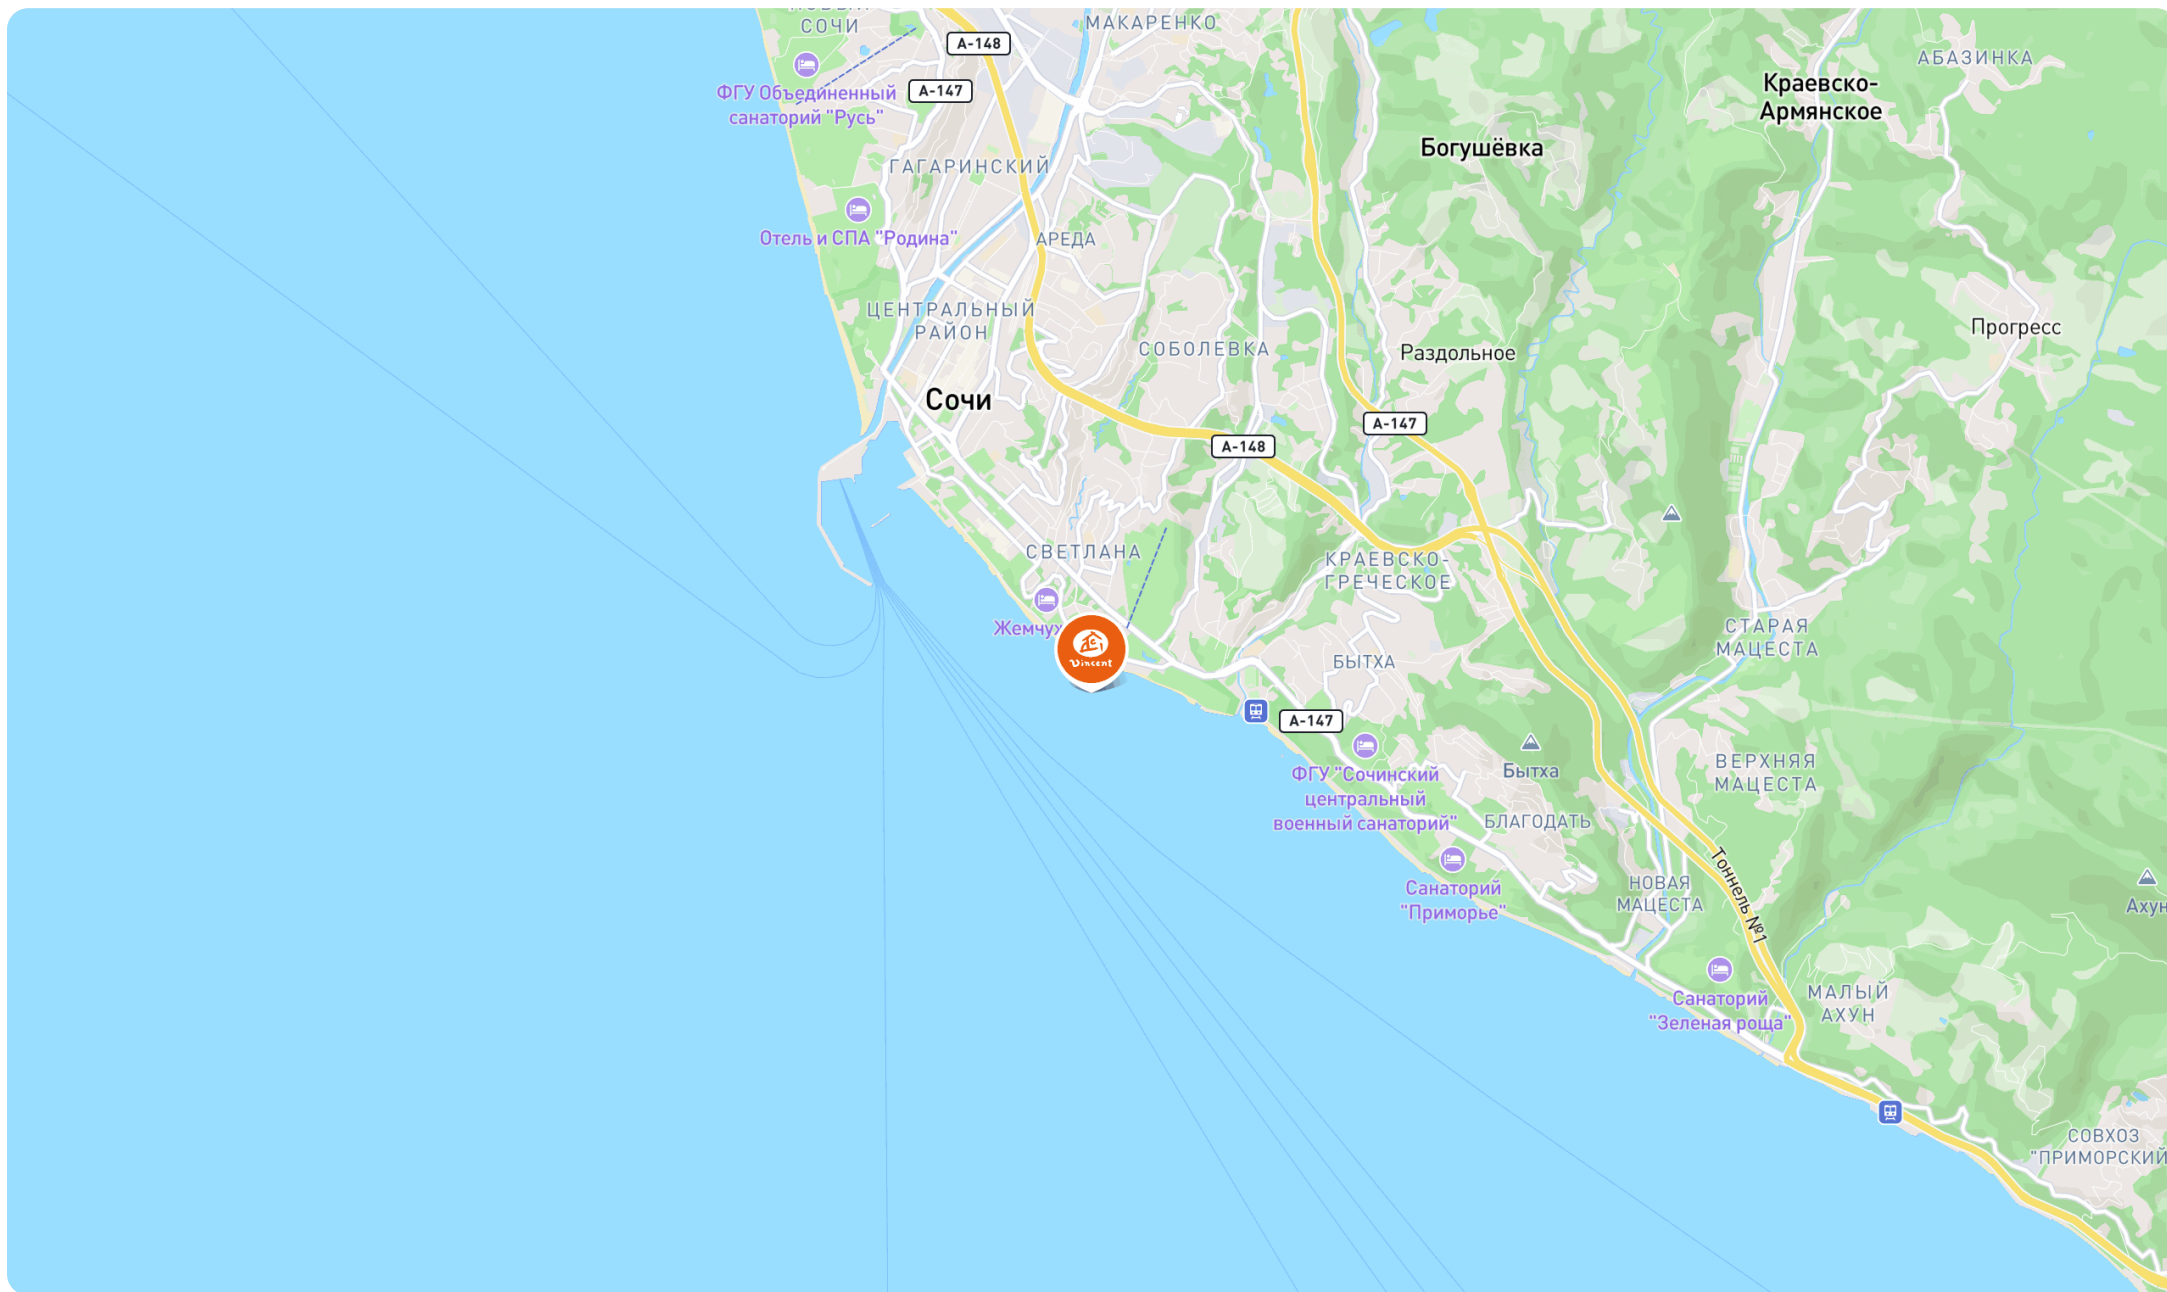 СОЧИ
МАКАРЕНКО
А-148
АБАЗИНКА
ФГУ Объединенный
санаторий "Русь"
А-147
Краевско-
Армянское
Богушёвка
ГАГАРИНСКИЙ
Отель и СПА "Родина"
АРЕДА
ЦЕНТРАЛЬНЫЙ
РАЙОН
Прогресс
СОБОЛЕВКА
Раздольное
Сочи
А-147
А-148
СВЕТЛАНА
КРАЕВСКО-
ГРЕЧЕСКОЕ
Жемчуж
Vincent
БЫТХА
СТАРАЯ
МАЦЕСТА
А-147
ФГУ "Сочинский
центральный
военный санаторий"
Бытха
ВЕРХНЯЯ
МАЦЕСТА
БЛАГОДАТЬ
Санаторий
"Приморье"
НОВАЯ
МАЦЕСТА
Тоннель №1
Ахун
Санаторий
"Зеленая роща"
МАЛЫЙ
АХУН
СОВХОЗ
"ПРИМОРСКИЙ